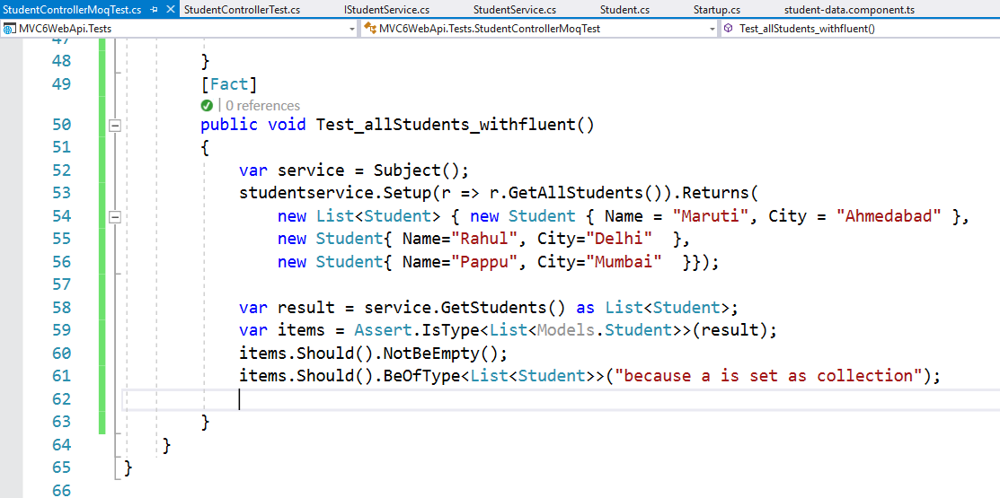 StudentControllerMoqTest.cs StudentControllerTest.cs IStudentService.cs StudentService.cs Student.cs Startup.cs student-data.component.ts
MVC6WebApi.Tests MVC6WebApi.Tests.StudentControllerMoqTest Test_allStudents_withfluent()
47
48 }
49 [Fact]
0 references
50 public void Test_allStudents_withfluent()
51 {
52 var service = Subject();
53 studentservice.Setup(r => r.GetAllStudents()).Returns(
54 new List<Student> { new Student { Name = "Maruti", City = "Ahmedabad" },
55 new Student{ Name="Rahul", City="Delhi"  },
56 new Student{ Name="Pappu", City="Mumbai"  }});
57
58 var result = service.GetStudents() as List<Student>;
59 var items = Assert.IsType<List<Models.Student>>(result);
60 items.Should().NotBeEmpty();
61 items.Should().BeOfType<List<Student>>("because a is set as collection");
62
63 }
64 }
65 }
66